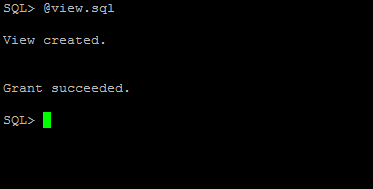 SQL> @view.sql
View created.
Grant succeeded.
SQL>